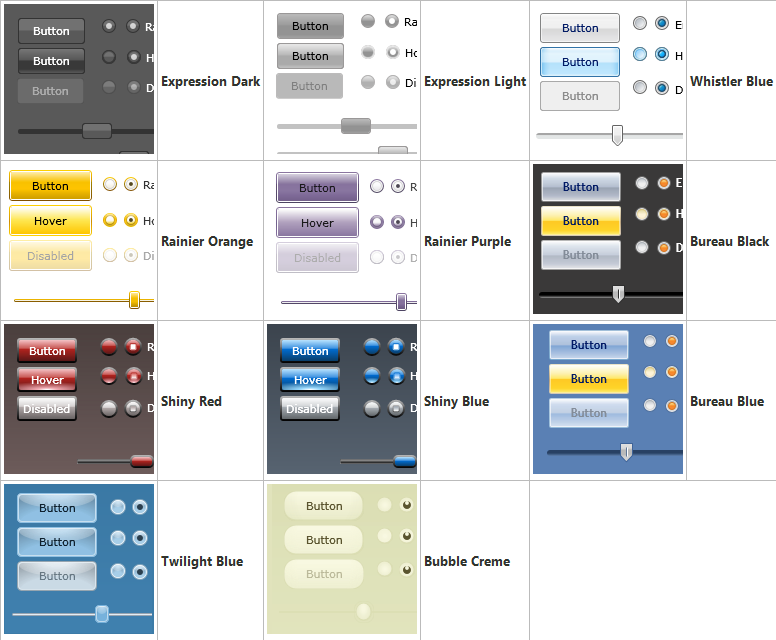 Button
Button
Button
Ra
H
D
Expression Dark
Button
Button
Button
Ra
Ho
Di
Expression Light
Button
Button
Button
E
H
D
Whistler Blue
Button
Hover
Disabled
Ra
Ho
Di
Rainier Orange
Button
Hover
Disabled
R
H
D
Rainier Purple
Button
Button
Button
E
H
D
Bureau Black
Button
Hover
Disabled
R
H
D
Shiny Red
Button
Hover
Disabled
R
H
D
Shiny Blue
Button
Button
Button
Bureau Blue
Button
Button
Button
Twilight Blue
Button
Button
Button
Bubble Creme